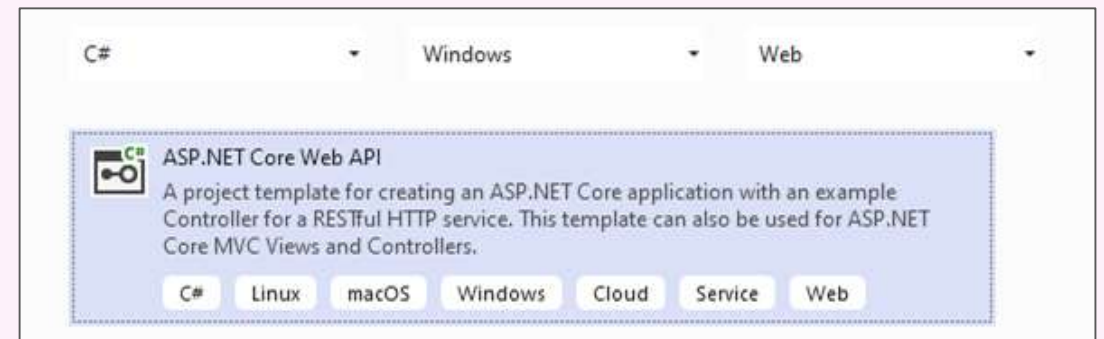 C# Windows Web
C#
ASP.NET Core Web API
A project template for creating an ASP.NET Core application with an example
Controller for a RESTful HTTP service. This template can also be used for ASP.NET
Core MVC Views and Controllers.
C# Linux macOS Windows Cloud Service Web